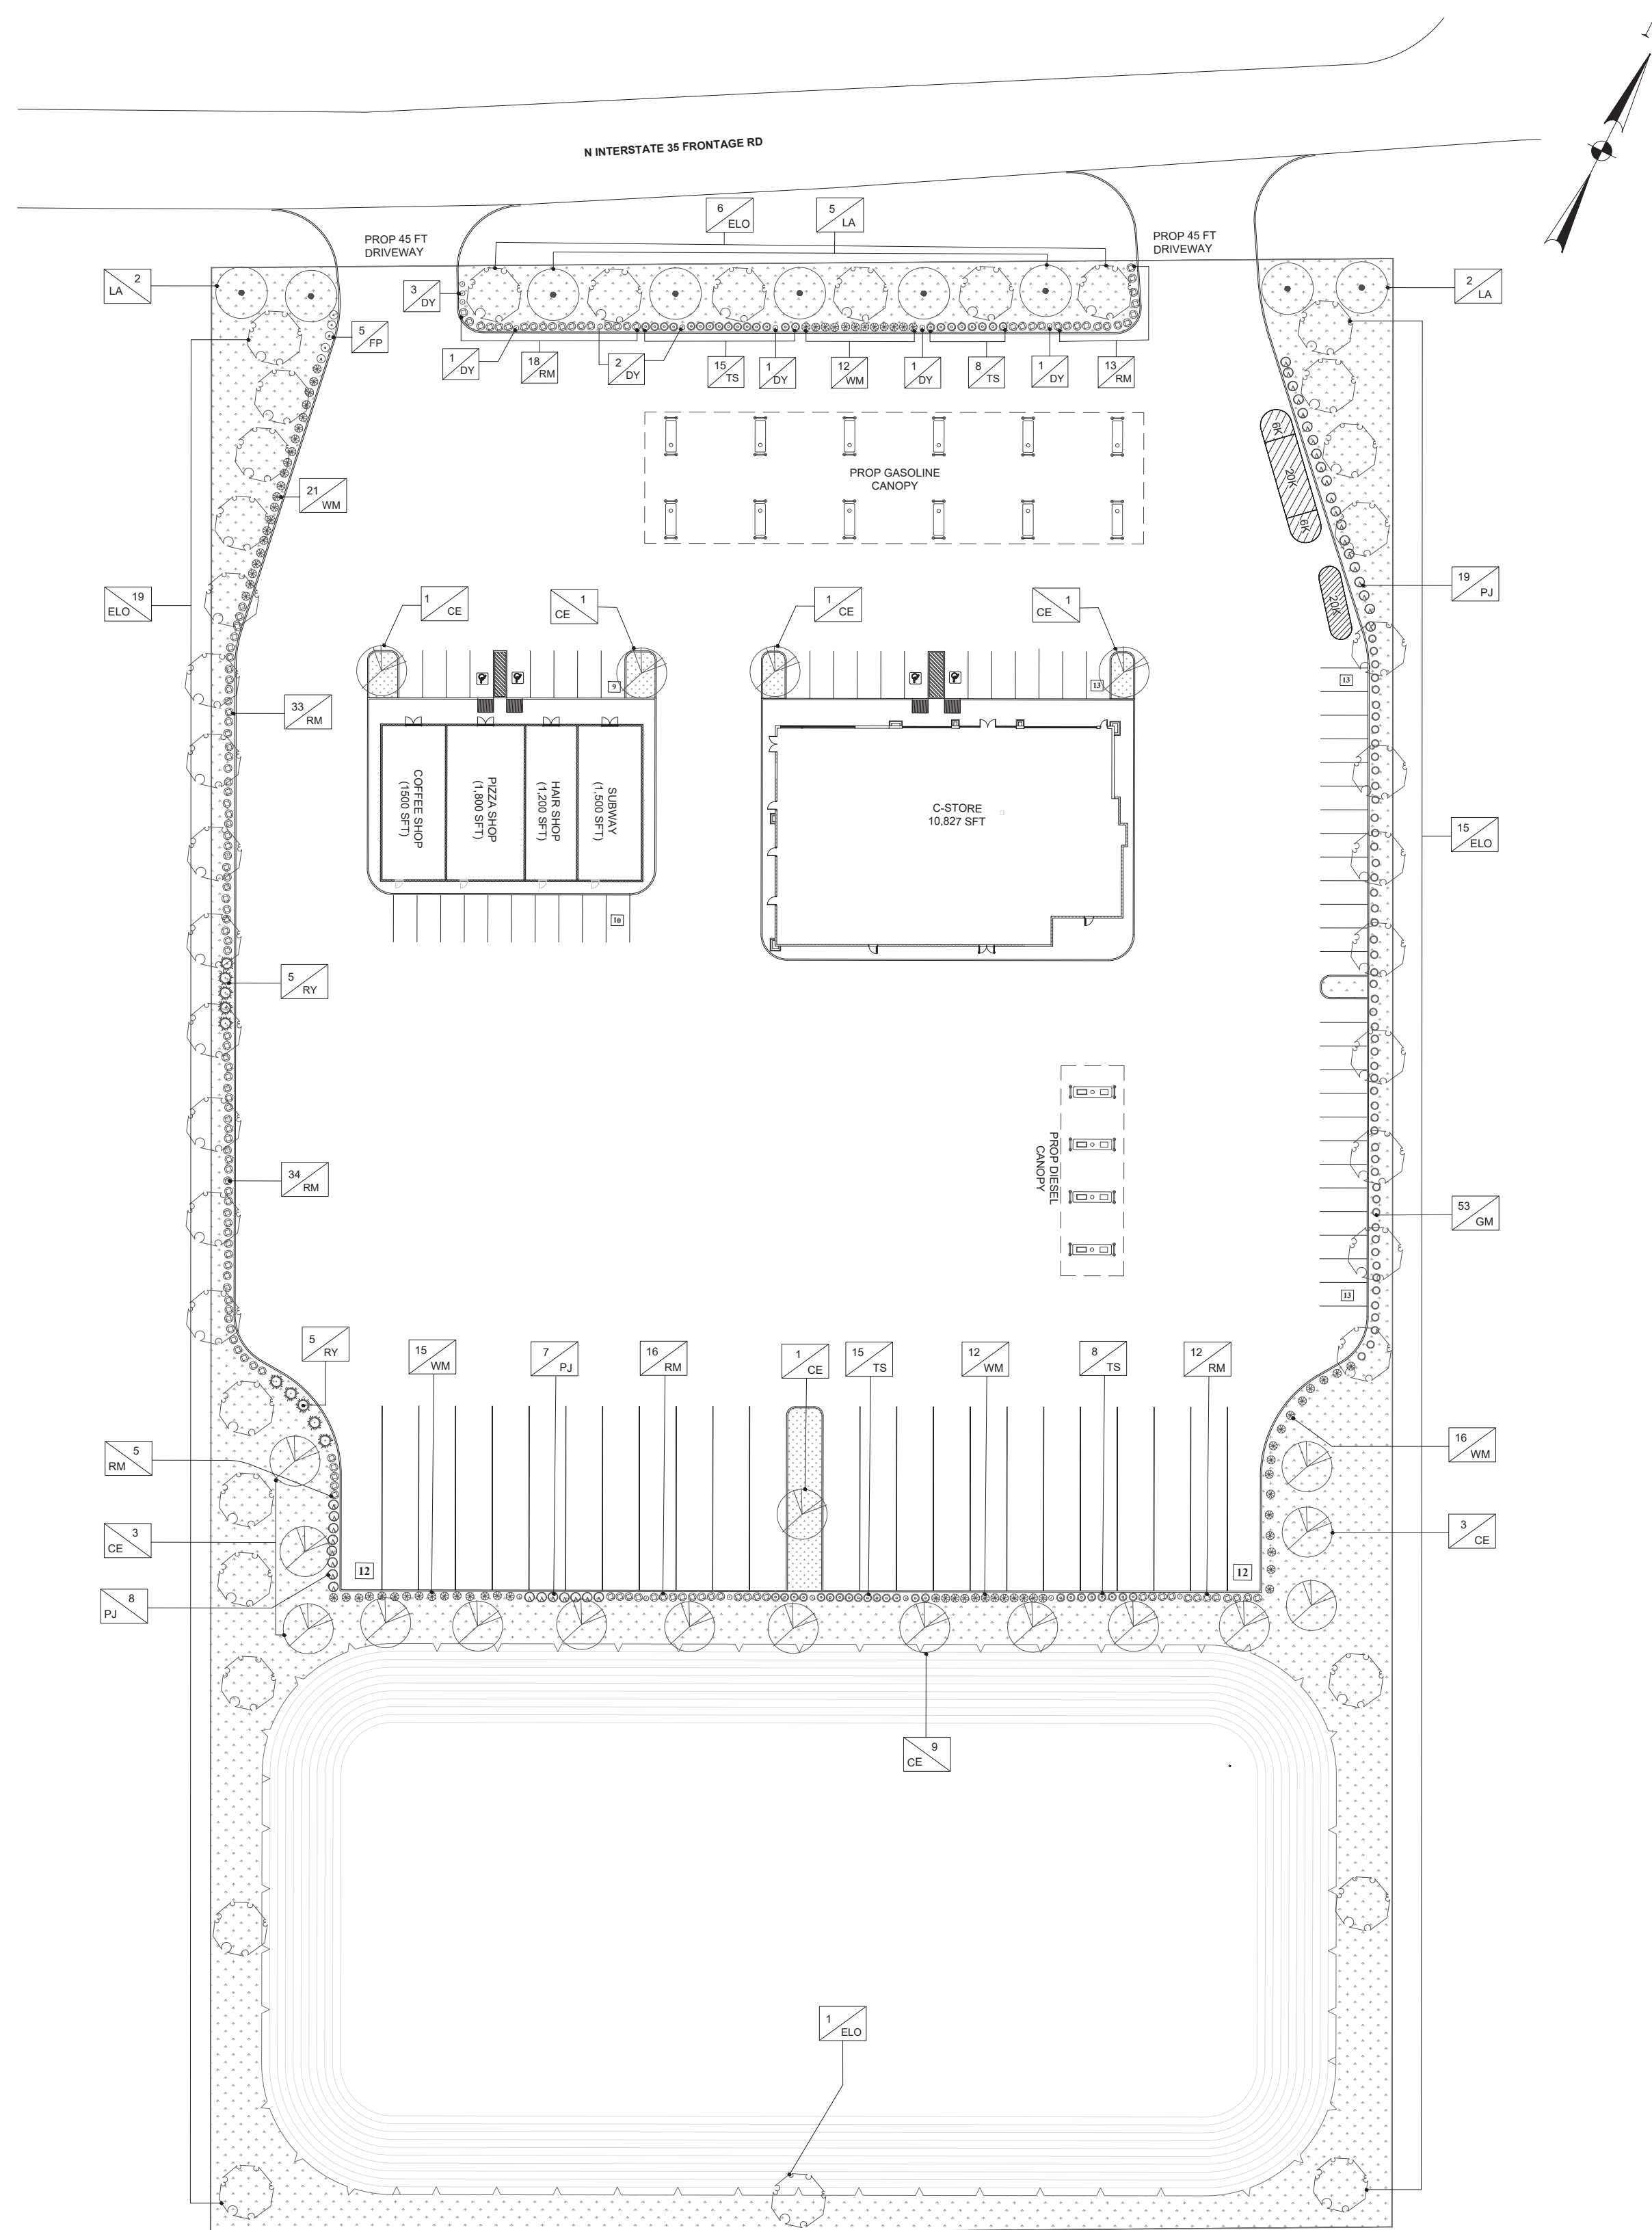 N INTERSTATE 35 FRONTAGE RD
6
ELO
5
LA
PROP 45 FT
DRIVEWAY
PROP 45 FT
DRIVEWAY
2
LA
3
DY
2
LA
5
FP
1
DY
18
RM
2
DY
15
TS
1
DY
12
WM
1
DY
8
TS
1
DY
13
RM
6K
20K
6K
PROP GASOLINE
CANOPY
21
WM
19
ELO
1
CE
1
CE
1
CE
1
CE
20K
19
PJ
9
13
13
33
RM
COFFEE SHOP
(1500 SFT)
PIZZA SHOP
(1,800 SFT)
HAIR SHOP
(1,200 SFT)
SUBWAY
(1,500 SFT)
C-STORE
10,827 SFT
15
ELO
10
5
RY
PROP DIESEL
CANOPY
34
RM
53
GM
13
5
RY
15
WM
7
PJ
16
RM
1
CE
15
TS
12
WM
8
TS
12
RM
5
RM
16
WM
3
CE
3
CE
12
12
8
PJ
9
CE
1
ELO